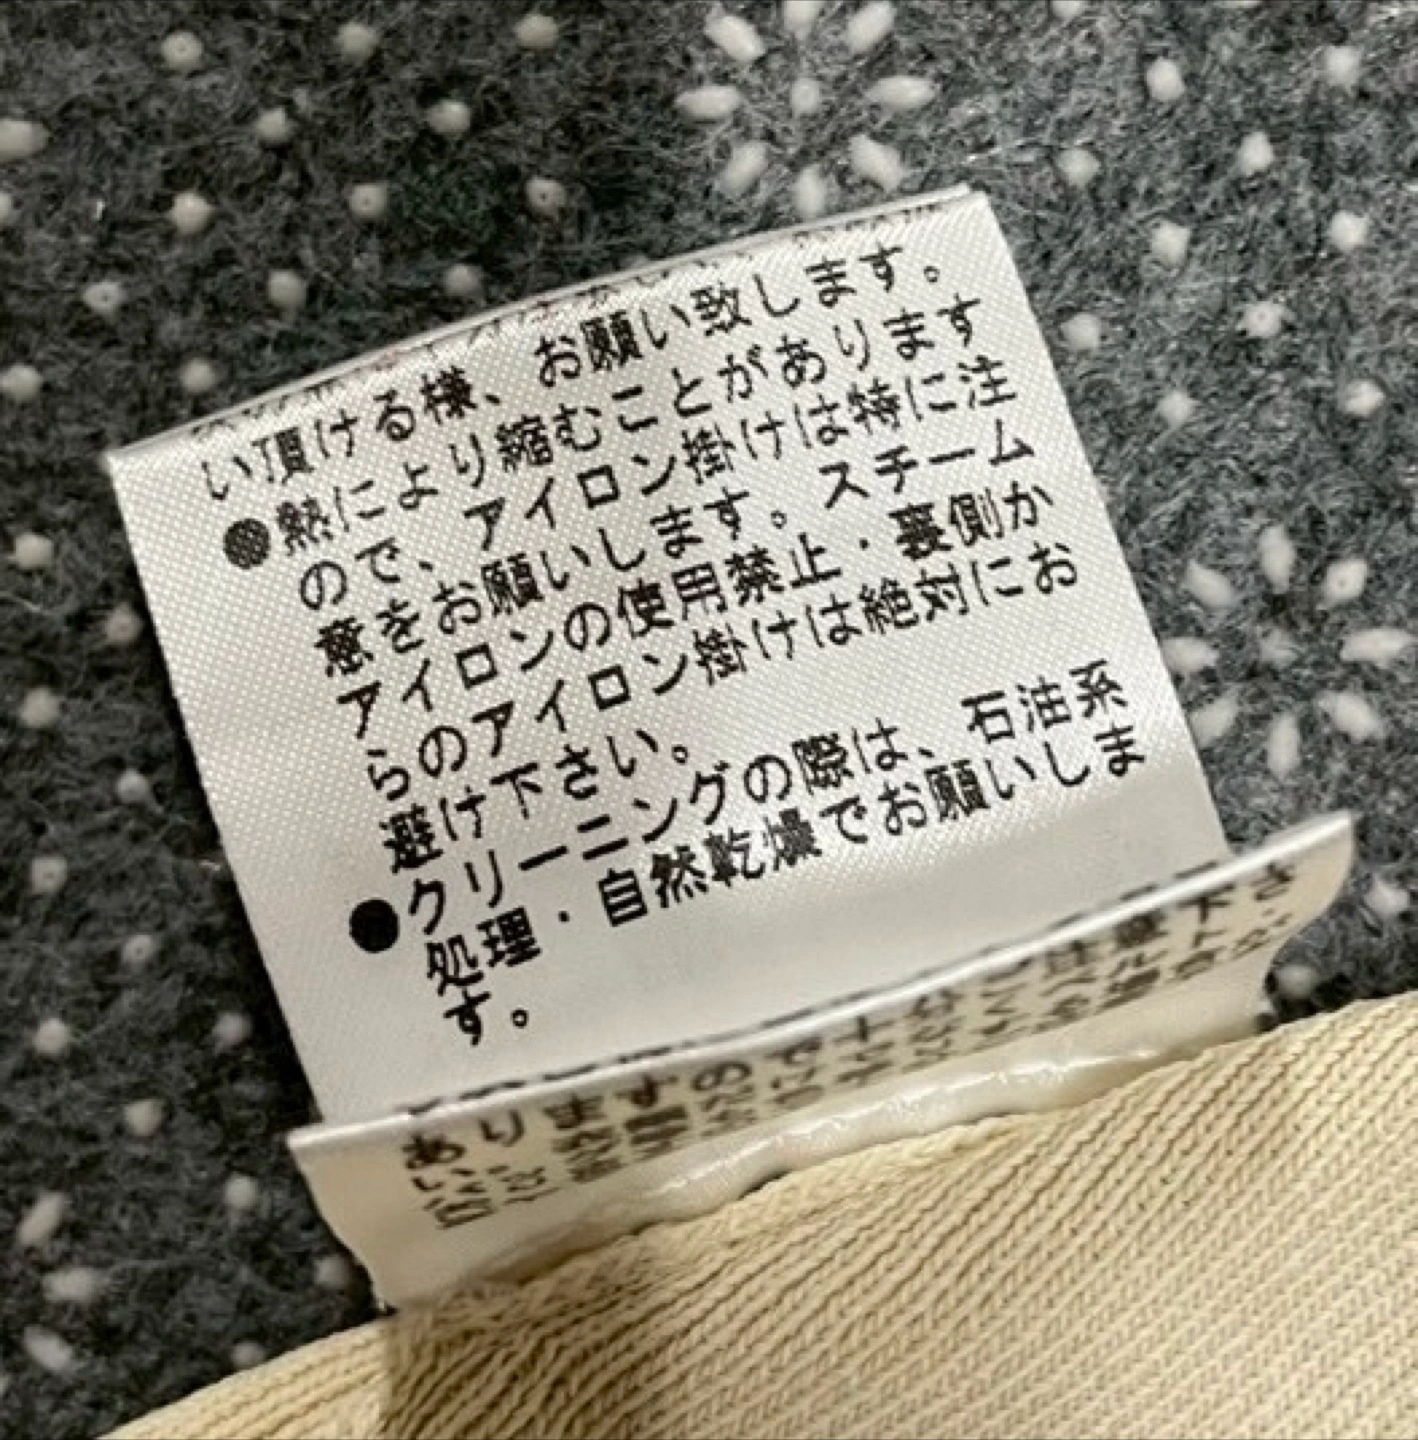 い頂ける様、お願い致します。
●熱により縮むことがあります
ので、アイロン掛けは特に注
意をお願いします。スチーム
アイロンの使用禁止・裏側か
らのアイロン掛けは絶対にお
避け下さい。
●クリーニングの際は、石油系
処理・自然乾燥でお願いしま
す。